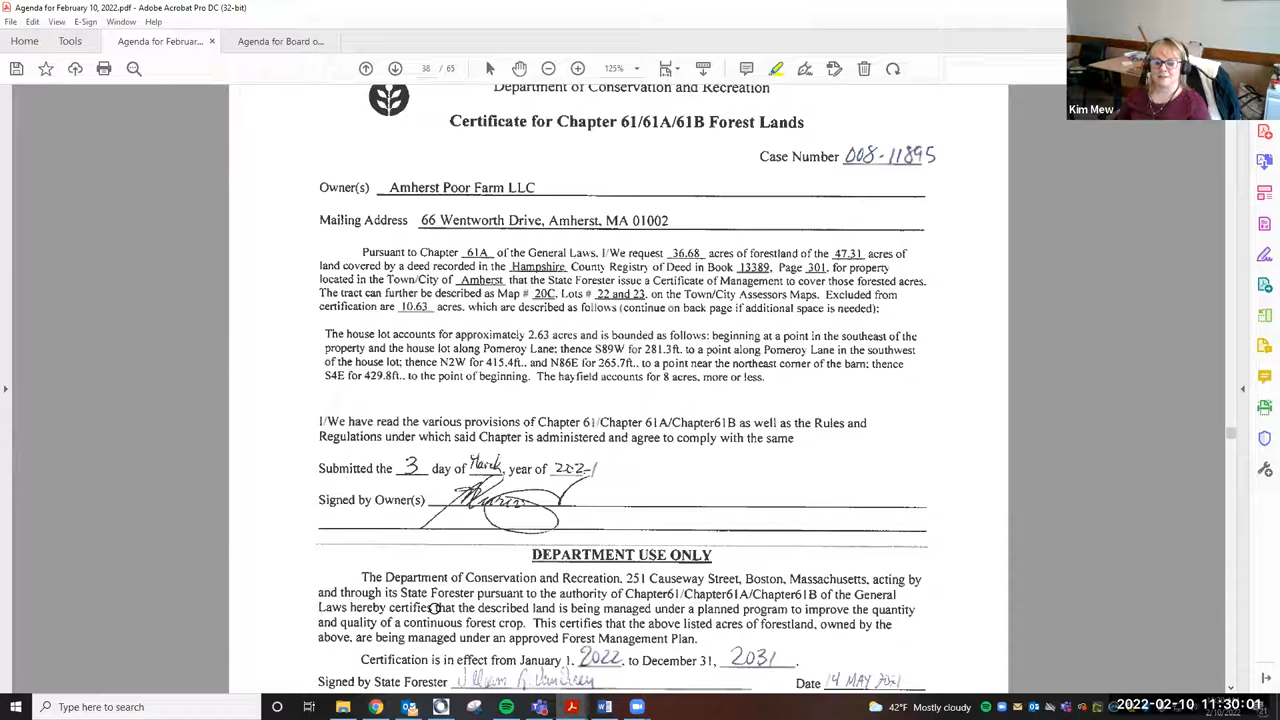 Agenda for February 10, 2022.pdf - Adobe Acrobat Pro DC (32-bit)
File Edit View E-Sign Window Help
Home Tools Agenda for Februar... × Agenda for Board o...
38 / 65 125%
Kim Mew
Department of Conservation and Recreation
Certificate for Chapter 61/61A/61B Forest Lands
Case Number 008-11895
Owner(s) Amherst Poor Farm LLC
Mailing Address 66 Wentworth Drive, Amherst, MA 01002
Pursuant to Chapter 61A of the General Laws, I/We request 36.68 acres of forestland of the 47.31 acres of
land covered by a deed recorded in the Hampshire County Registry of Deed in Book 13389, Page 301, for property
located in the Town/City of Amherst that the State Forester issue a Certificate of Management to cover those forested acres.
The tract can further be described as Map # 20C, Lots # 22 and 23, on the Town/City Assessors Maps. Excluded from
certification are 10.63 acres, which are described as follows (continue on back page if additional space is needed):
The house lot accounts for approximately 2.63 acres and is bounded as follows: beginning at a point in the southeast of the
property and the house lot along Pomeroy Lane; thence S89W for 281.3ft. to a point along Pomeroy Lane in the southwest
of the house lot; thence N2W for 415.4ft., and N86E for 265.7ft., to a point near the northeast corner of the barn; thence
S4E for 429.8ft., to the point of beginning. The hayfield accounts for 8 acres, more or less.
I/We have read the various provisions of Chapter 61/Chapter 61A/Chapter61B as well as the Rules and
Regulations under which said Chapter is administered and agree to comply with the same
Submitted the 3 day of March, year of 2021
Signed by Owner(s)
DEPARTMENT USE ONLY
The Department of Conservation and Recreation, 251 Causeway Street, Boston, Massachusetts, acting by
and through its State Forester pursuant to the authority of Chapter61/Chapter61A/Chapter61B of the General
Laws hereby certifies that the described land is being managed under a planned program to improve the quantity
and quality of a continuous forest crop. This certifies that the above listed acres of forestland, owned by the
above, are being managed under an approved Forest Management Plan.
Certification is in effect from January 1, 2022, to December 31, 2031.
Signed by State Forester Date 14 MAY 2021
Type here to search
42°F Mostly cloudy
2022-02-10 11:30:01